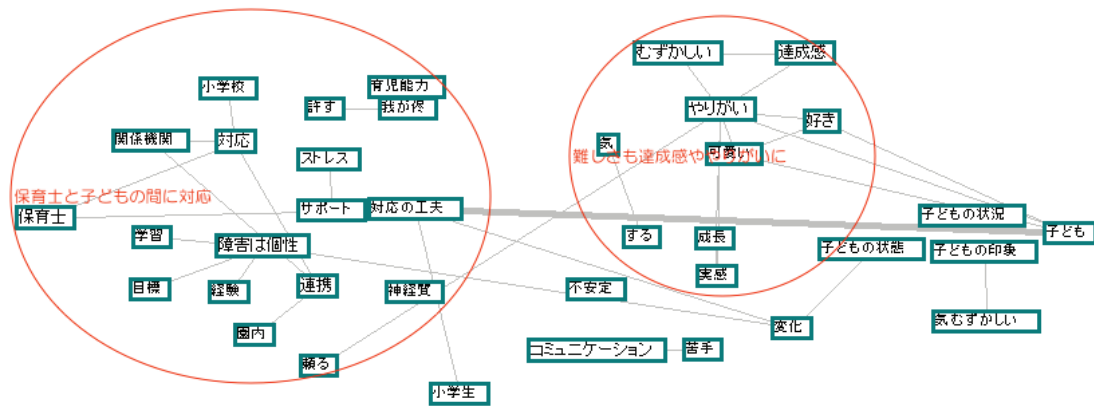 むずかしい
達成感
小学校
育児能力
許す
我が侭
やりがい
好き
関係機関
対応
気
可愛い
ストレス
難しさも達成感ややりがいに
保育士と子どもの間に対応
保育士
サポート
対応の工夫
子どもの状況
子ども
学習
障害は個性
する
成長
子どもの状態
子どもの印象
実感
目標
経験
連携
神経質
不安定
気むずかしい
変化
園内
コミュニケーション
苦手
頼る
小学生